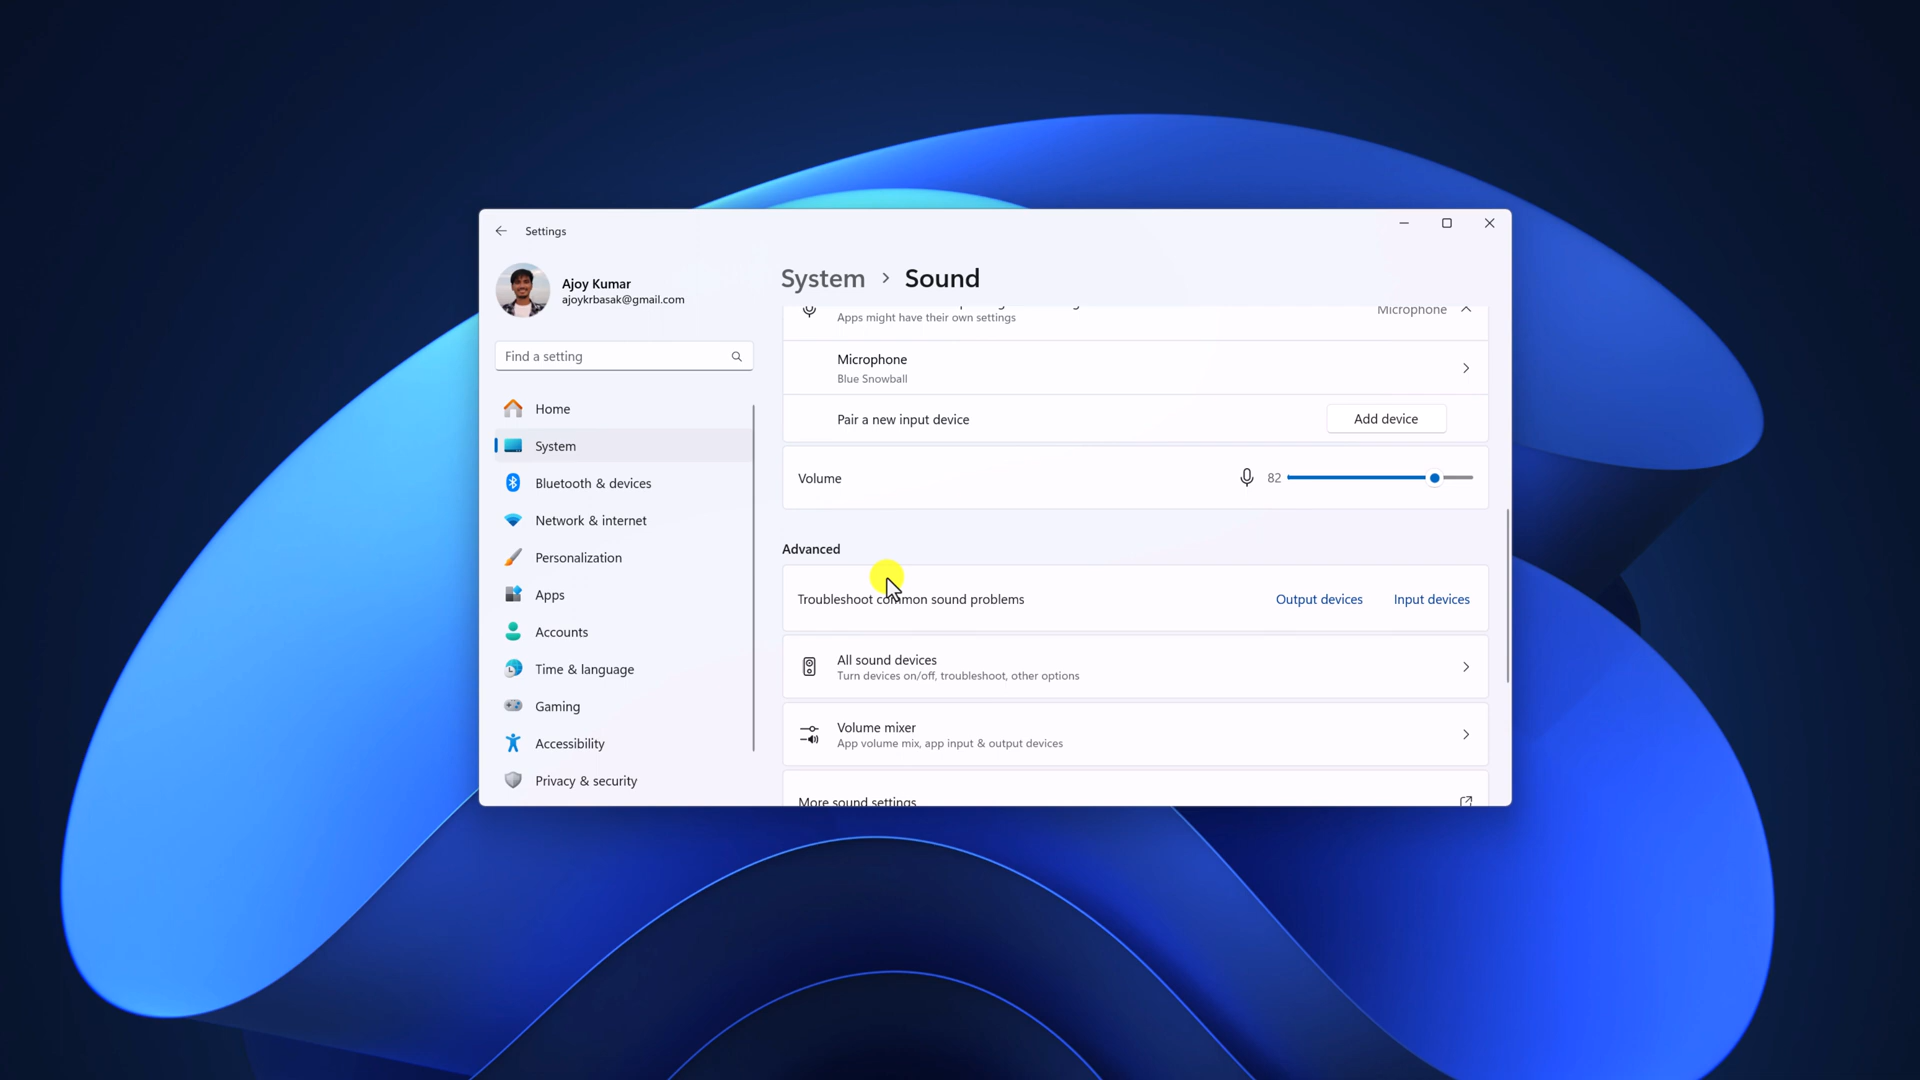 Settings
Ajoy Kumar
ajoykrbasak@gmail.com
Find a setting
Home
System
Bluetooth & devices
Network & internet
Personalization
Apps
Accounts
Time & language
Gaming
Accessibility
Privacy & security
System > Sound
Apps might have their own settings
Microphone
Microphone
Blue Snowball
Pair a new input device
Add device
Volume
82
Advanced
Troubleshoot common sound problems
Output devices
Input devices
All sound devices
Turn devices on/off, troubleshoot, other options
Volume mixer
App volume mix, app input & output devices
More sound settings